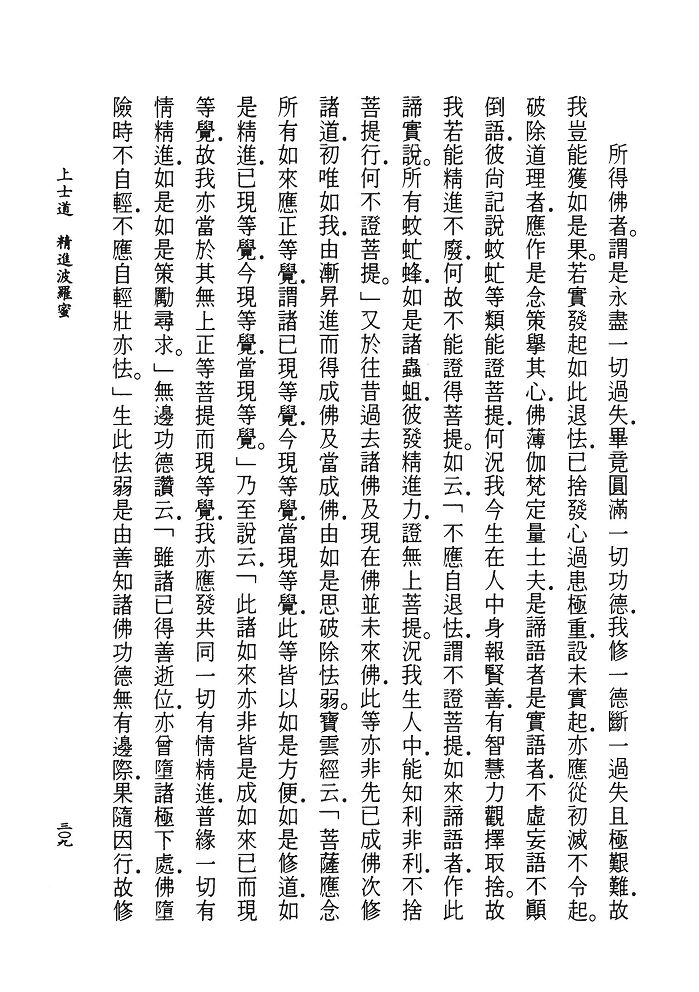 所得佛者。謂是永盡一切過失．畢竟圓滿一切功德．我修一德斷一過失且極艱難．故
我豈能獲如是果。若實發起如此退怯．已捨發心過患極重．設未實起．亦應從初滅不令起。
破除道理者．應作是念策舉其心．佛薄伽梵定量士夫．是諦語者．是實語者．不虛妄語不顚
倒語．彼尙記說蚊虻等類能證菩提．何況我今生在人中身報賢善．有智慧力觀擇取捨。故
我若能精進不廢．何故不能證得菩提。如云．「不應自退怯．謂不證菩提．如來諦語者．作此
諦實說。所有蚊虻蜂．如是諸蟲蛆．彼發精進力．證無上菩提。況我生人中．能知利非利．不捨
菩提行．何不證菩提。」又於往昔過去諸佛及現在佛並未來佛．此等亦非先已成佛次修
諸道．初唯如我．由漸昇進而得成佛及當成佛．由如是思破除怯弱。寶雲經云．「菩薩應念
所有如來應正等覺．謂諸已現等覺．今現等覺．當現等覺．此等皆以如是方便．如是修道．如
是精進．已現等覺．今現等覺．當現等覺。」乃至說云．「此諸如來亦非皆是成如來已而現
等覺．故我亦當於其無上正等菩提而現等覺．我亦應發共同一切有情精進．普緣一切有
情精進．如是如是策勵尋求。」無邊功德讚云．「雖諸已得善逝位．亦曾墮諸極下處．佛墮
險時不自輕．不應自輕壯亦怯。」生此怯弱是由善知諸佛功德無有邊際．果隨因行．故修
上士道　精進波羅蜜
三〇九